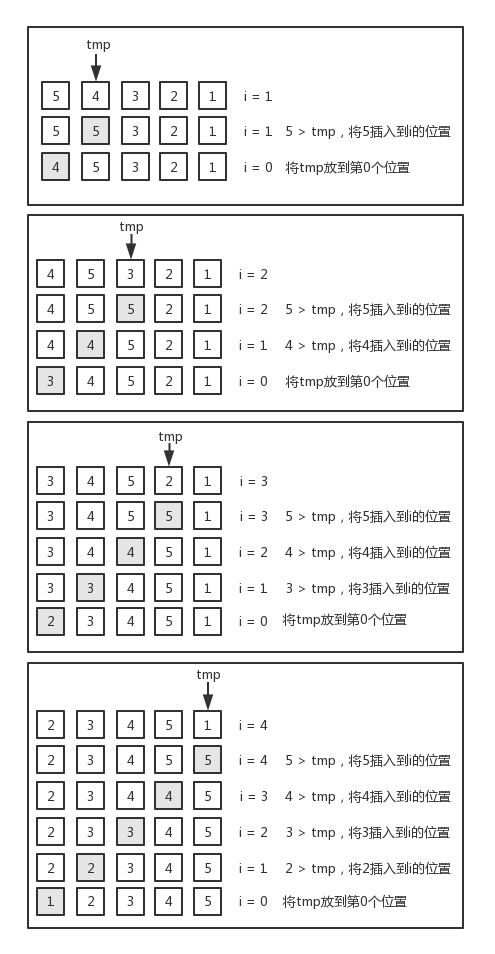 tmp
5 4 3 2 1 i = 1
5 5 3 2 1 i = 1 5 > tmp , 将5插入到i的位置
4 5 3 2 1 i = 0 将tmp放到第0个位置
tmp
4 5 3 2 1 i = 2
4 5 5 2 1 i = 2 5 > tmp , 将5插入到i的位置
4 4 5 2 1 i = 1 4 > tmp , 将4插入到i的位置
3 4 5 2 1 i = 0 将tmp放到第0个位置
tmp
3 4 5 2 1 i = 3
3 4 5 5 1 i = 3 5 > tmp , 将5插入到i的位置
3 4 4 5 1 i = 2 4 > tmp , 将4插入到i的位置
3 3 4 5 1 i = 1 3 > tmp , 将3插入到i的位置
2 3 4 5 1 i = 0 将tmp放到第0个位置
tmp
2 3 4 5 1 i = 4
2 3 4 5 5 i = 4 5 > tmp , 将5插入到i的位置
2 3 4 4 5 i = 3 4 > tmp , 将4插入到i的位置
2 3 3 4 5 i = 2 3 > tmp , 将3插入到i的位置
2 2 3 4 5 i = 1 2 > tmp , 将2插入到i的位置
1 2 3 4 5 i = 0 将tmp放到第0个位置